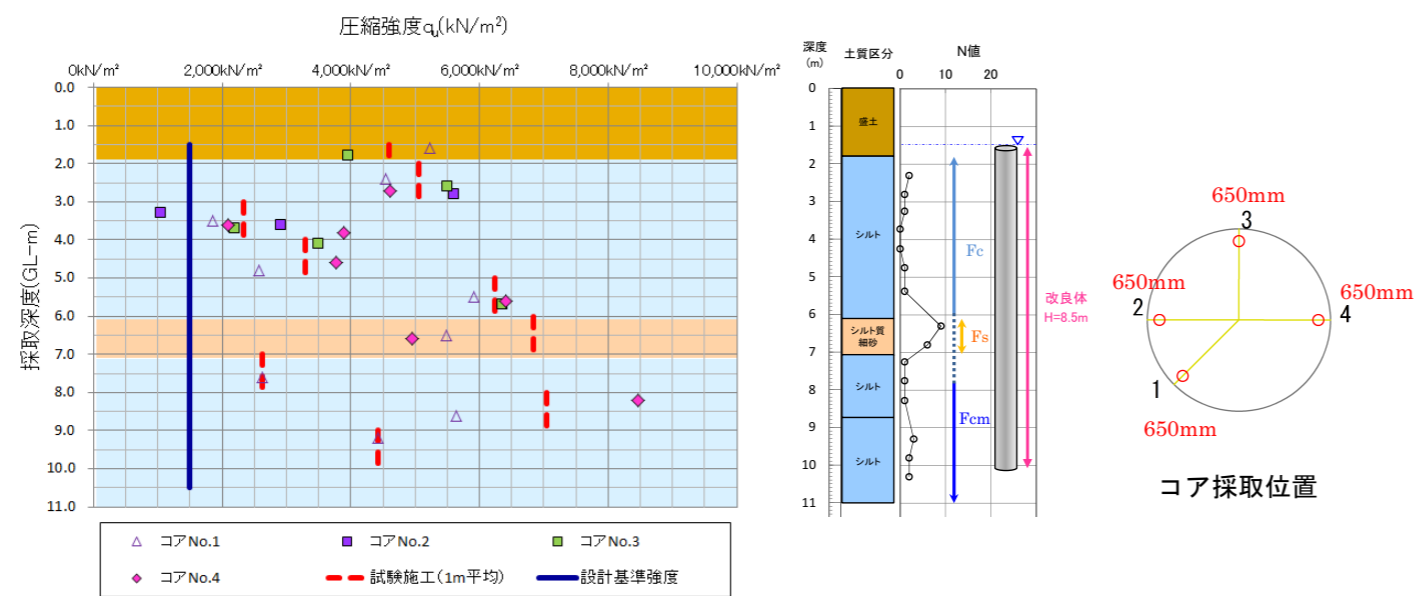 圧縮強度qu(kN/m²)
0kN/m² 2,000kN/m² 4,000kN/m² 6,000kN/m² 8,000kN/m² 10,000kN/m²
採取深度(GL-m)
0.0
1.0
2.0
3.0
4.0
5.0
6.0
7.0
8.0
9.0
10.0
11.0
コアNo.1 コアNo.2 コアNo.3
コアNo.4 試験施工(1m平均) 設計基準強度
深度
(m)
土質区分
N値
0 10 20
0
1
2
3
4
5
6
7
8
9
10
11
盛土
シルト
シルト質
細砂
シルト
シルト
Fc
Fs
Fcm
改良体
H=8.5m
650mm
3
650mm
2
650mm
4
1
650mm
コア採取位置